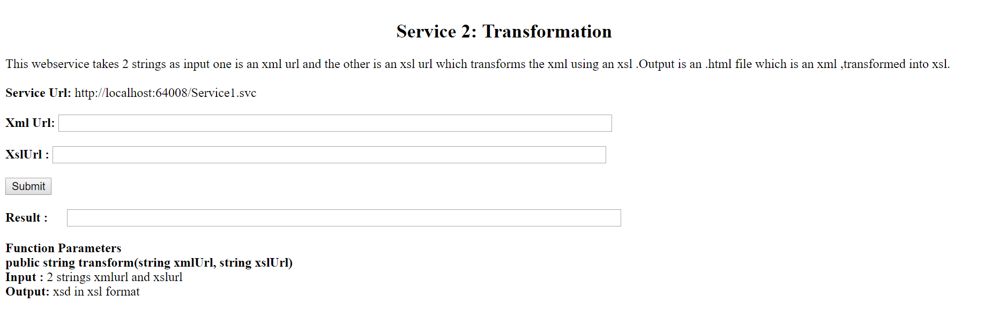 Service 2: Transformation
This webservice takes 2 strings as input one is an xml url and the other is an xsl url which transforms the xml using an xsl .Output is an .html file which is an xml ,transformed into xsl.
Service Url: http://localhost:64008/Service1.svc
Xml Url:
XslUrl :
Submit
Result :
Function Parameters
public string transform(string xmlUrl, string xslUrl)
Input : 2 strings xmlurl and xslurl
Output: xsd in xsl format